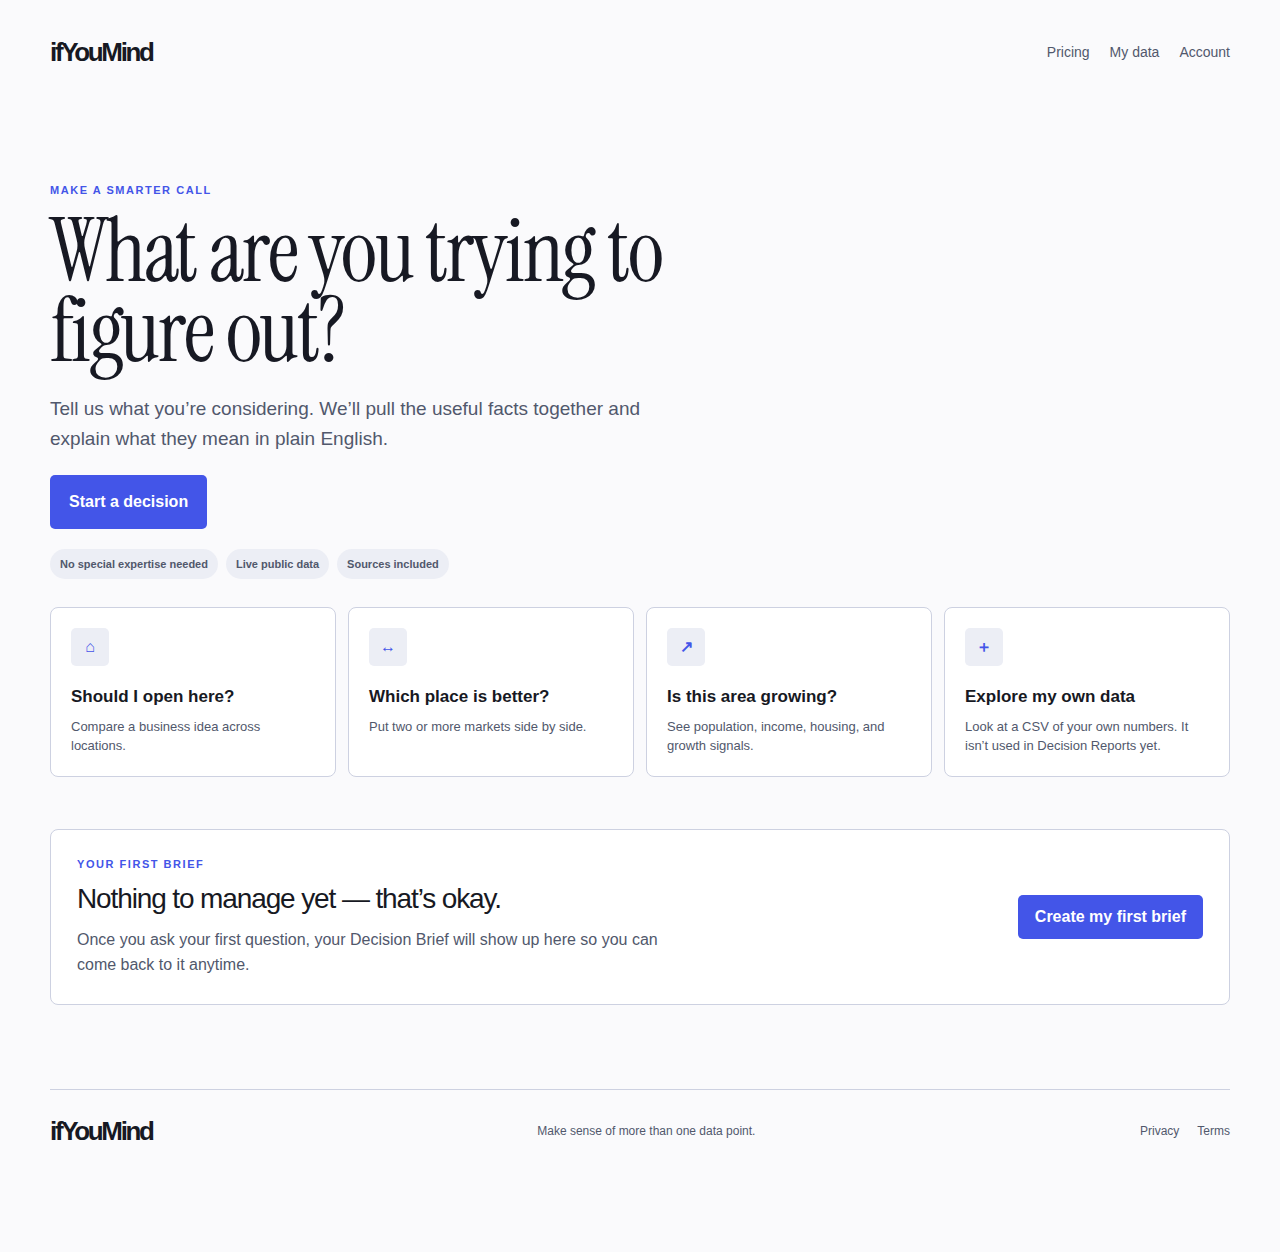 ifYouMind
Pricing
My data
Account
MAKE A SMARTER CALL
What are you trying to
figure out?
Tell us what you’re considering. We’ll pull the useful facts together and
explain what they mean in plain English.
Start a decision
No special expertise needed
Live public data
Sources included
Should I open here?
Compare a business idea across
locations.
Which place is better?
Put two or more markets side by side.
Is this area growing?
See population, income, housing, and
growth signals.
Explore my own data
Look at a CSV of your own numbers. It
isn’t used in Decision Reports yet.
YOUR FIRST BRIEF
Nothing to manage yet — that’s okay.
Once you ask your first question, your Decision Brief will show up here so you can
come back to it anytime.
Create my first brief
ifYouMind
Make sense of more than one data point.
Privacy
Terms